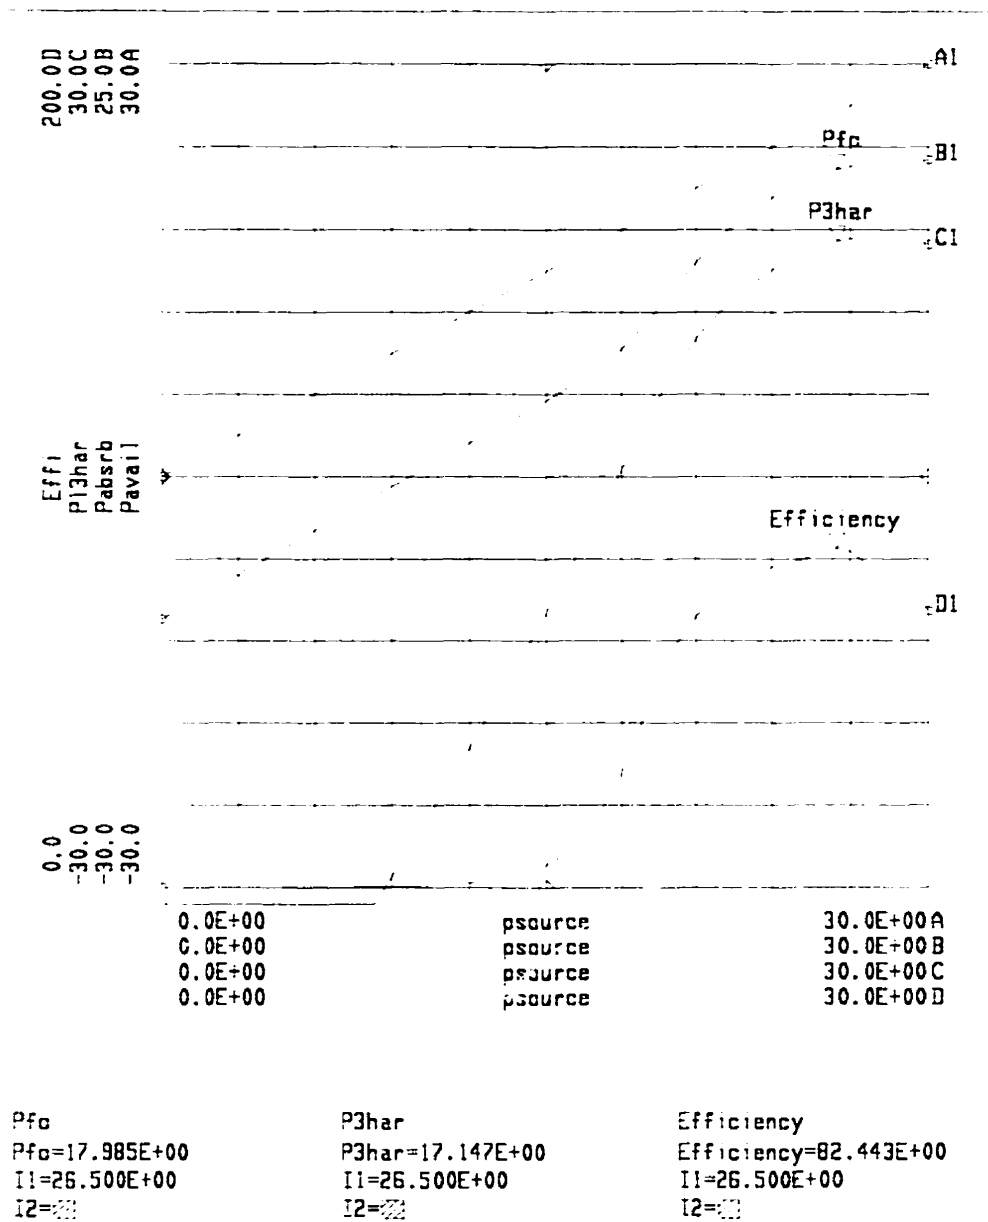 200.0D
30.0C
25.0B
30.0A
A1
Pfo
B1
P3har
C1
Effi
P13har
Pabsrb
Pavail
Efficiency
D1
0.0
-30.0
-30.0
-30.0
0.0E+00 psource 30.0E+00A
0.0E+00 psource 30.0E+00B
0.0E+00 psource 30.0E+00C
0.0E+00 psource 30.0E+00D
Pfo P3har Efficiency
Pfo=17.985E+00 P3har=17.147E+00 Efficiency=82.443E+00
I1=26.500E+00 I1=26.500E+00 I1=26.500E+00
I2= I2= I2=